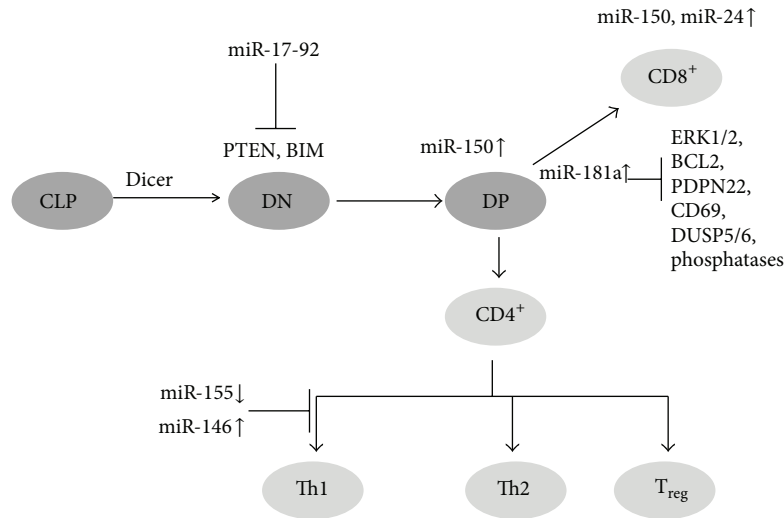 miR-150, miR-24↑
miR-17-92
CD8⁺
PTEN, BIM
miR-150↑
ERK1/2,
BCL2,
PDPN22,
CD69,
DUSP5/6,
phosphatases
miR-181a↑
Dicer
CLP
DN
DP
CD4⁺
miR-155↓
miR-146↑
Th1
Th2
Treg